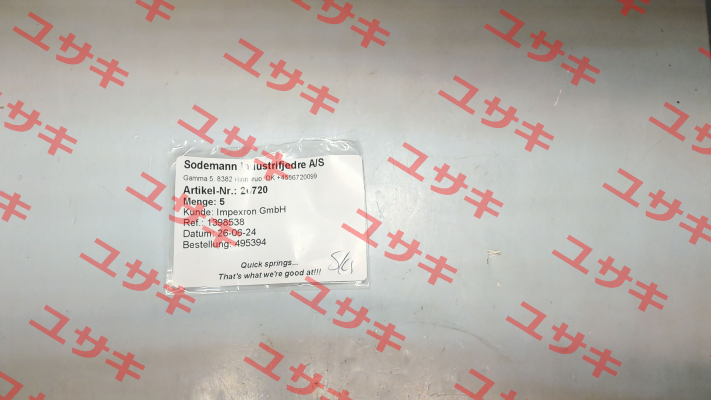 Sodemann Industrifjedre A/S
Gamma 5, 8382 DK +4586720099
Artikel-Nr.: 20720
Menge: 5
Kunde: Impexron GmbH
Ref.: 1398538
Datum: 26-06-24
Bestellung: 495394
Quick springs...
That's what we're good at!!!
ユサキ